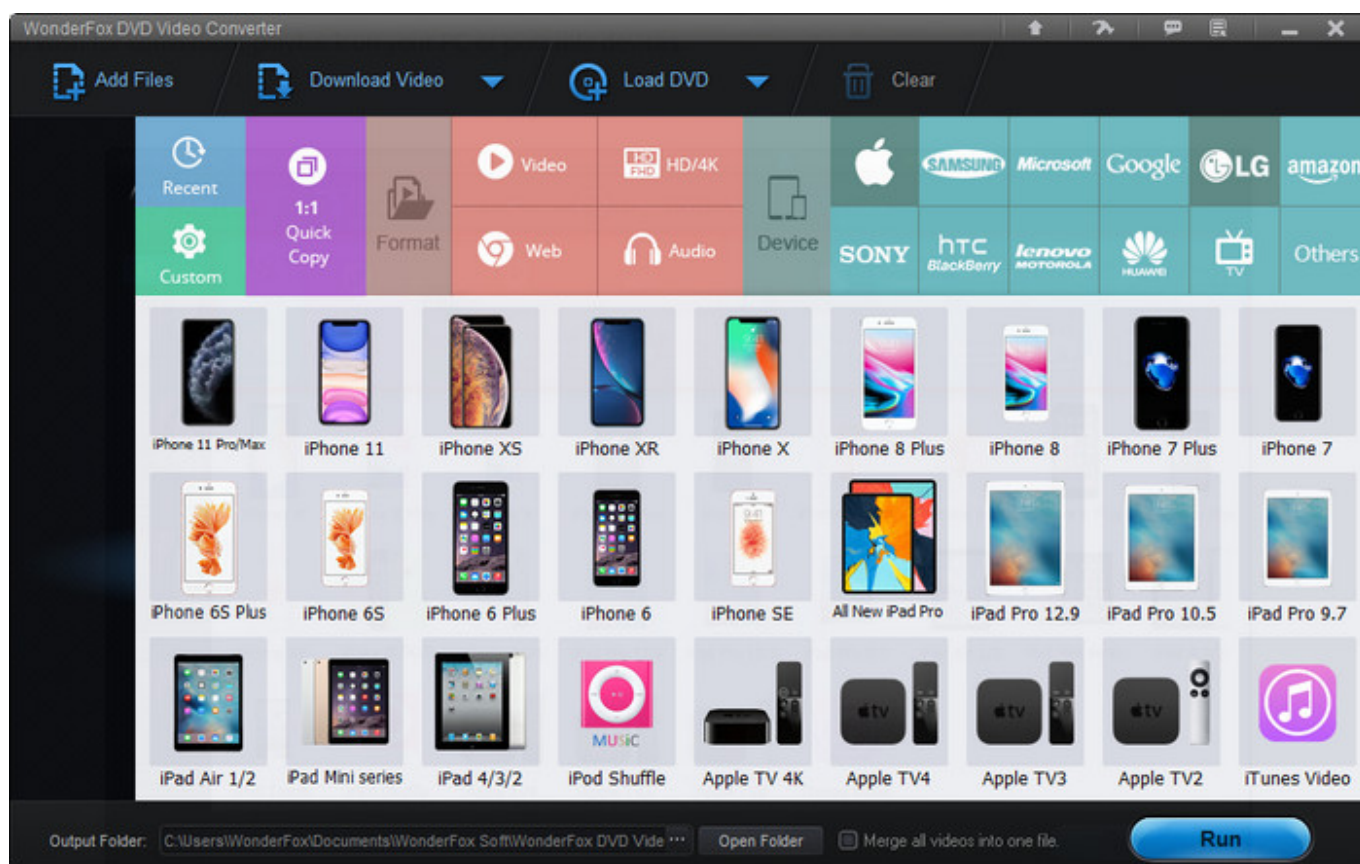 WonderFox DVD Video Converter
Add Files
Download Video
Load DVD
Clear
Recent
Custom
1:1
Quick
Copy
Format
Video
HD
FHD
HD/4K
Web
Audio
Device
SAMSUNG
Microsoft
Google
LG
amazon
SONY
hTC
BlackBerry
lenovo
MOTOROLA
HUAWEI
TV
Others
iPhone 11 Pro/Max
iPhone 11
iPhone XS
iPhone XR
iPhone X
iPhone 8 Plus
iPhone 8
iPhone 7 Plus
iPhone 7
iPhone 6S Plus
iPhone 6S
iPhone 6 Plus
iPhone 6
9:41
iPhone SE
All New iPad Pro
iPad Pro 12.9
iPad Pro 10.5
iPad Pro 9.7
MUSiC
tv
tv
tv
iPad Air 1/2
iPad Mini series
iPad 4/3/2
iPod Shuffle
Apple TV 4K
Apple TV4
Apple TV3
Apple TV2
iTunes Video
Output Folder:
C:\Users\WonderFox\Documents\WonderFox Soft\WonderFox DVD Vide ...
Open Folder
Merge all videos into one file.
Run